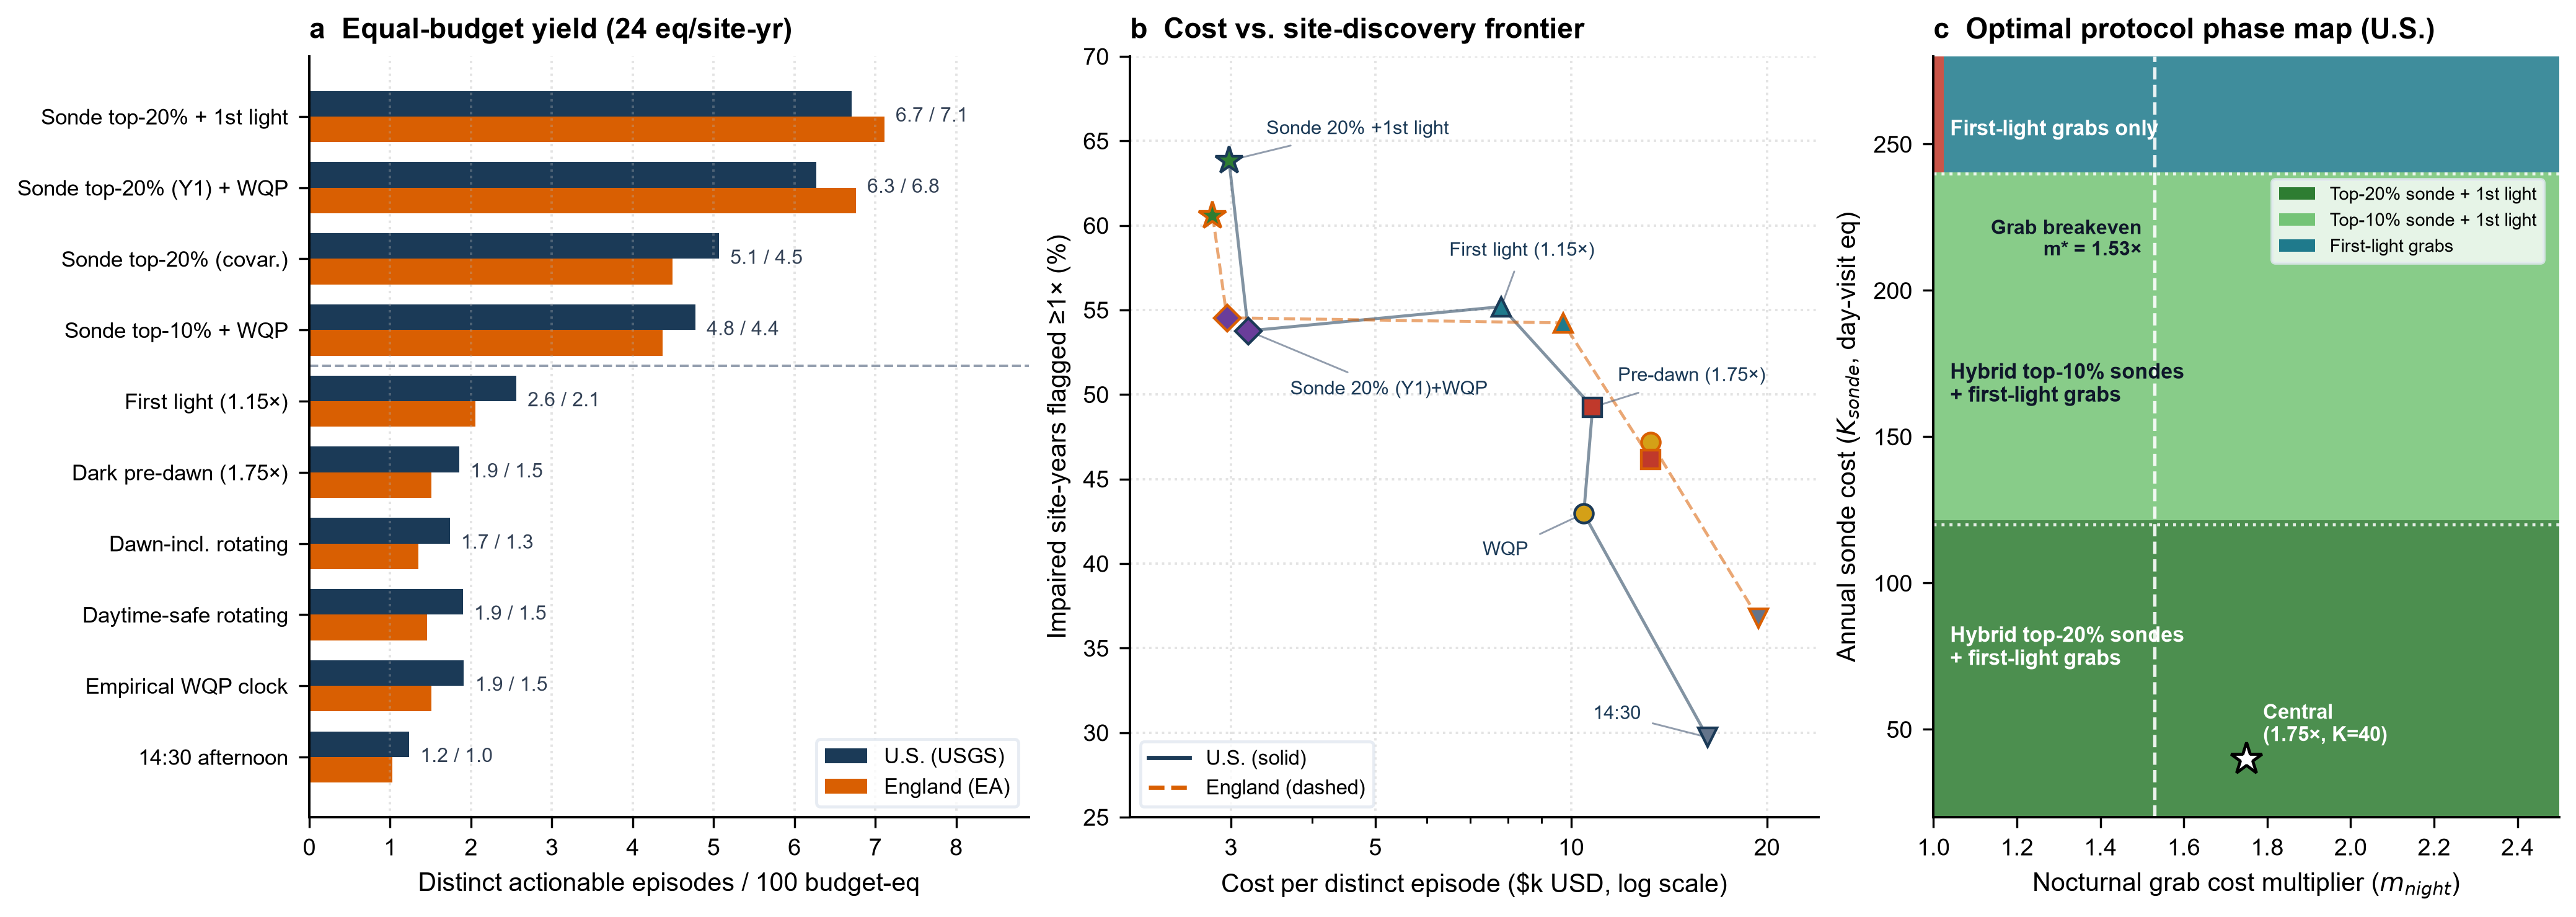 a Equal-budget yield (24 eq/site-yr)
Sonde top-20% + 1st light
6.7 / 7.1
Sonde top-20% (Y1) + WQP
6.3 / 6.8
Sonde top-20% (covar.)
5.1 / 4.5
Sonde top-10% + WQP
4.8 / 4.4
First light (1.15×)
2.6 / 2.1
Dark pre-dawn (1.75×)
1.9 / 1.5
Dawn-incl. rotating
1.7 / 1.3
Daytime-safe rotating
1.9 / 1.5
Empirical WQP clock
1.9 / 1.5
14:30 afternoon
1.2 / 1.0
U.S. (USGS)
England (EA)
0 1 2 3 4 5 6 7 8
Distinct actionable episodes / 100 budget-eq
b Cost vs. site-discovery frontier
Impaired site-years flagged ≥1× (%)
70
65
60
55
50
45
40
35
30
25
Sonde 20% +1st light
First light (1.15×)
Pre-dawn (1.75×)
Sonde 20% (Y1)+WQP
WQP
14:30
U.S. (solid)
England (dashed)
3 5 10 20
Cost per distinct episode ($k USD, log scale)
c Optimal protocol phase map (U.S.)
Annual sonde cost (K_sonde, day-visit eq)
250
200
150
100
50
First-light grabs only
Top-20% sonde + 1st light
Top-10% sonde + 1st light
First-light grabs
Grab breakeven
m* = 1.53×
Hybrid top-10% sondes
+ first-light grabs
Hybrid top-20% sondes
+ first-light grabs
Central
(1.75×, K=40)
1.0 1.2 1.4 1.6 1.8 2.0 2.2 2.4
Nocturnal grab cost multiplier (m_night)